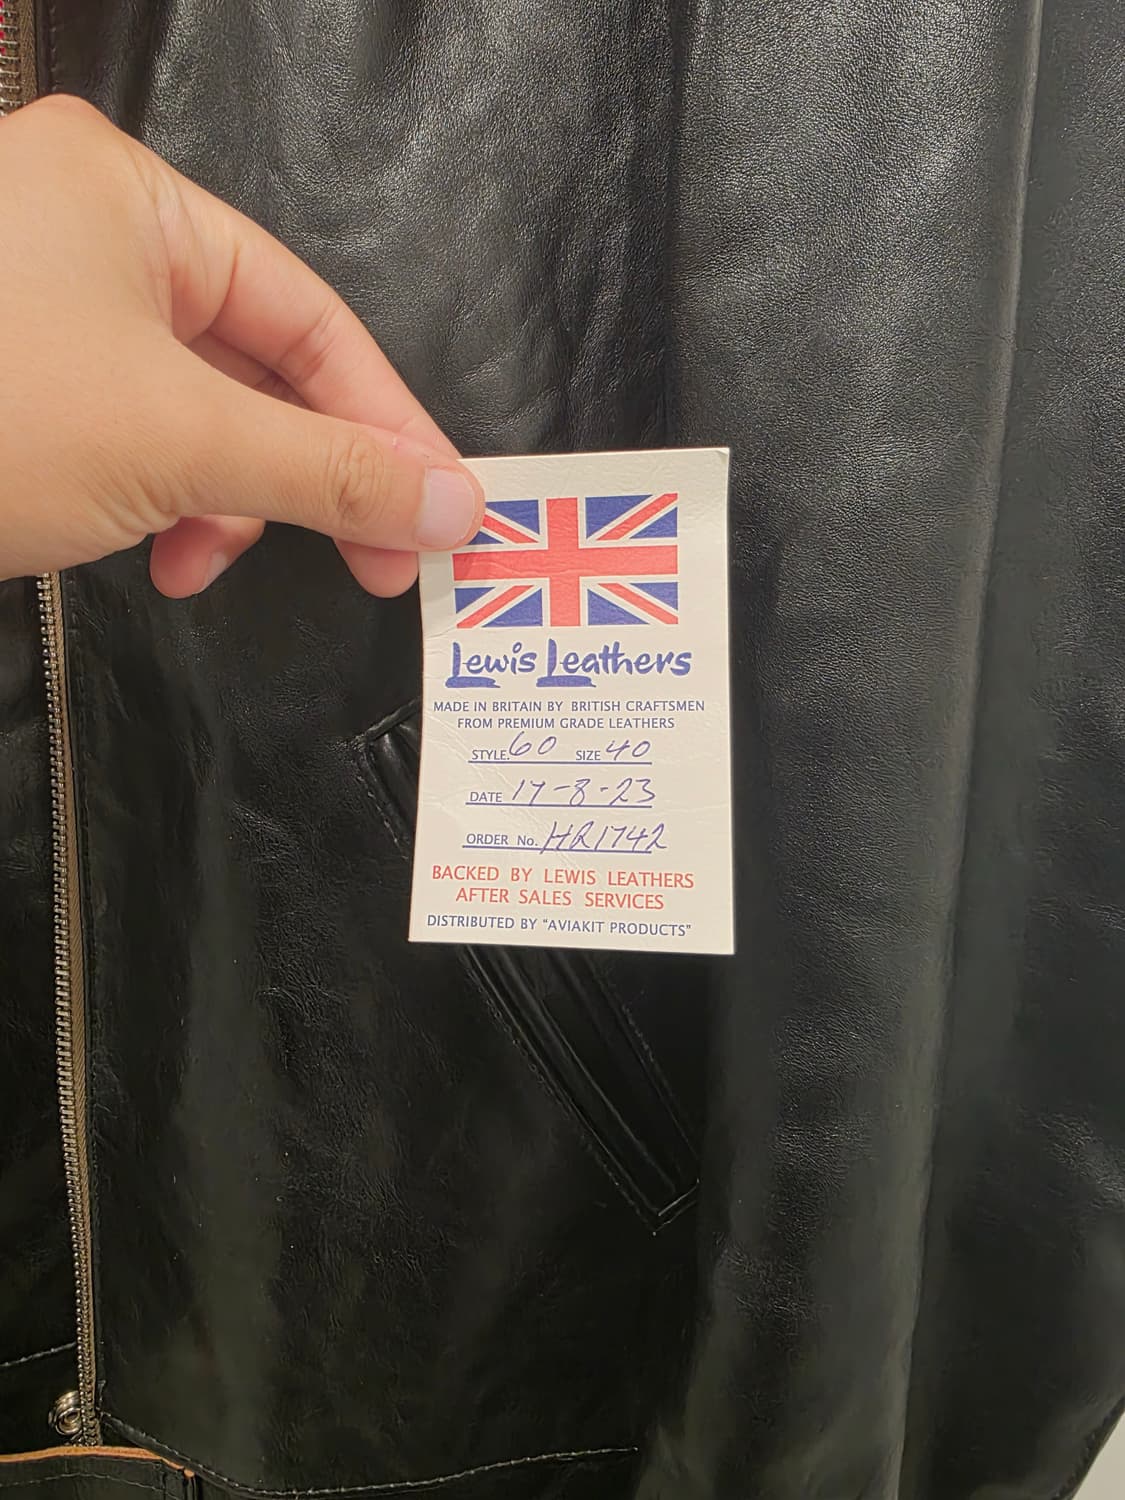 Lewis Leathers
MADE IN BRITAIN BY BRITISH CRAFTSMEN
FROM PREMIUM GRADE LEATHERS
STYLE. 60 SIZE 40
DATE 17-8-23
ORDER No. HR1742
BACKED BY LEWIS LEATHERS
AFTER SALES SERVICES
DISTRIBUTED BY "AVIAKIT PRODUCTS"